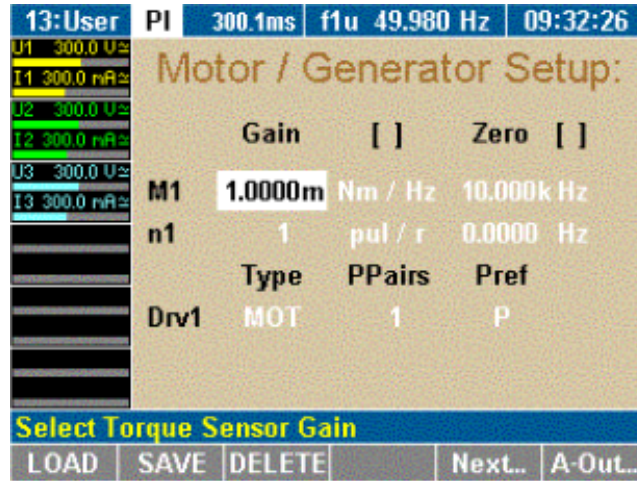 13:User PI 300.1ms f1u 49.980 Hz 09:32:26
U1 300.0 V≃
I1 300.0 mA≃
U2 300.0 V≃
I2 300.0 mA≃
U3 300.0 V≃
I3 300.0 mA≃
Motor / Generator Setup:
Gain [ ] Zero [ ]
M1 1.0000m Nm / Hz 10.000k Hz
n1 1 pul / r 0.0000 Hz
Type PPairs Pref
Drv1 MOT 1 P
Select Torque Sensor Gain
LOAD SAVE DELETE Next… A-Out…